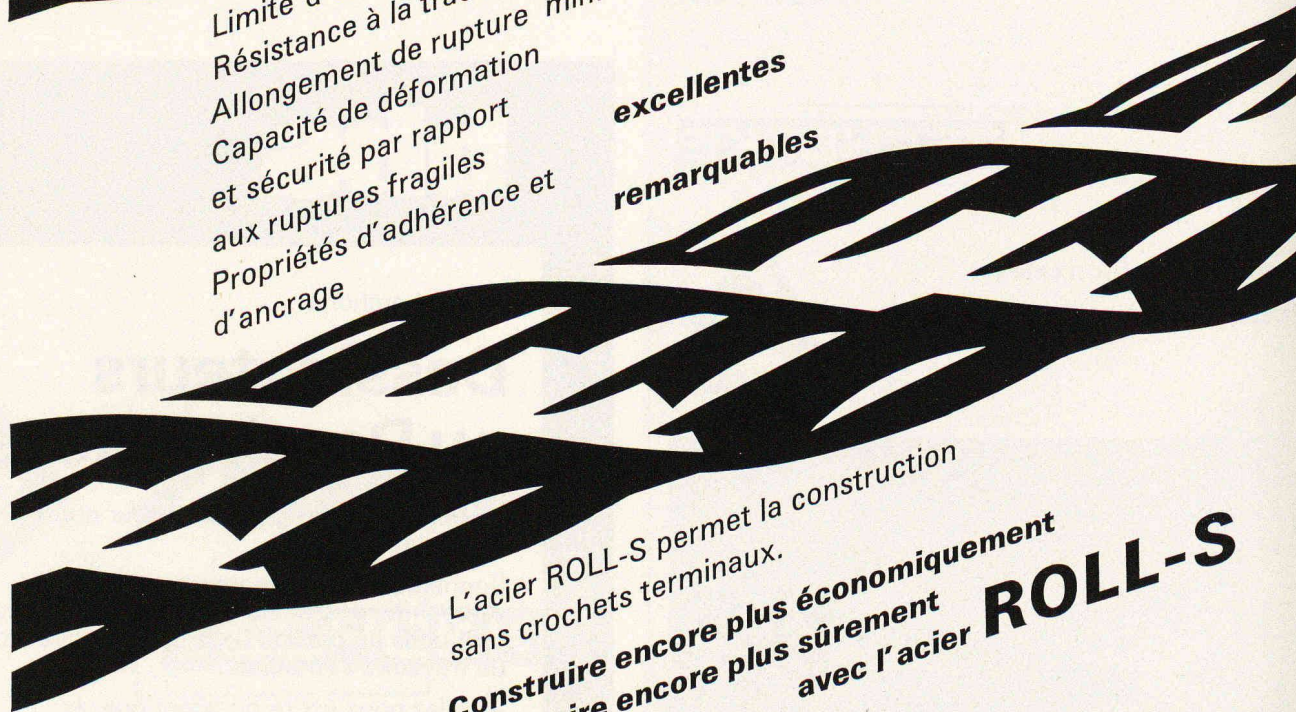 Limite
Résistance à la
Allongement de rupture
Capacité de déformation
et sécurité par rapport
aux ruptures fragiles
excellentes
Propriétés d'adhérence et
d'ancrage
remarquables
L'acier ROLL-S permet la construction
sans crochets terminaux.
Construire encore plus économiquement
encore plus sûrement
avec l'acier ROLL-S